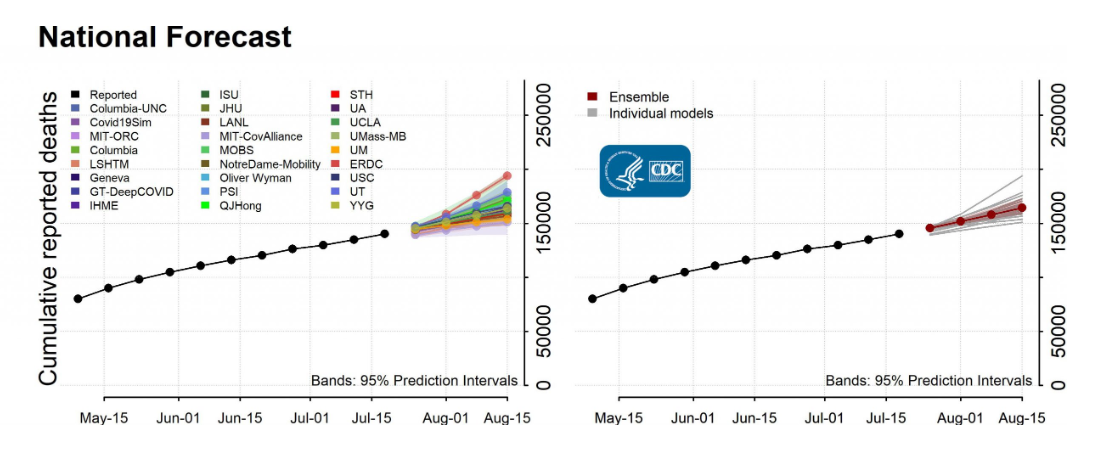 National Forecast
Cumulative reported deaths
Reported
Columbia-UNC
Covid19Sim
MIT-ORC
Columbia
LSHTM
Geneva
GT-DeepCOVID
IHME
ISU
JHU
LANL
MIT-CovAlliance
MOBS
NotreDame-Mobility
Oliver Wyman
PSI
QJHong
STH
UA
UCLA
UMass-MB
UM
ERDC
USC
UT
YYG
250000
150000
50000
0
Bands: 95% Prediction Intervals
May-15 Jun-01 Jun-15 Jul-01 Jul-15 Aug-01 Aug-15
Ensemble
Individual models
CDC
250000
150000
50000
0
Bands: 95% Prediction Intervals
May-15 Jun-01 Jun-15 Jul-01 Jul-15 Aug-01 Aug-15